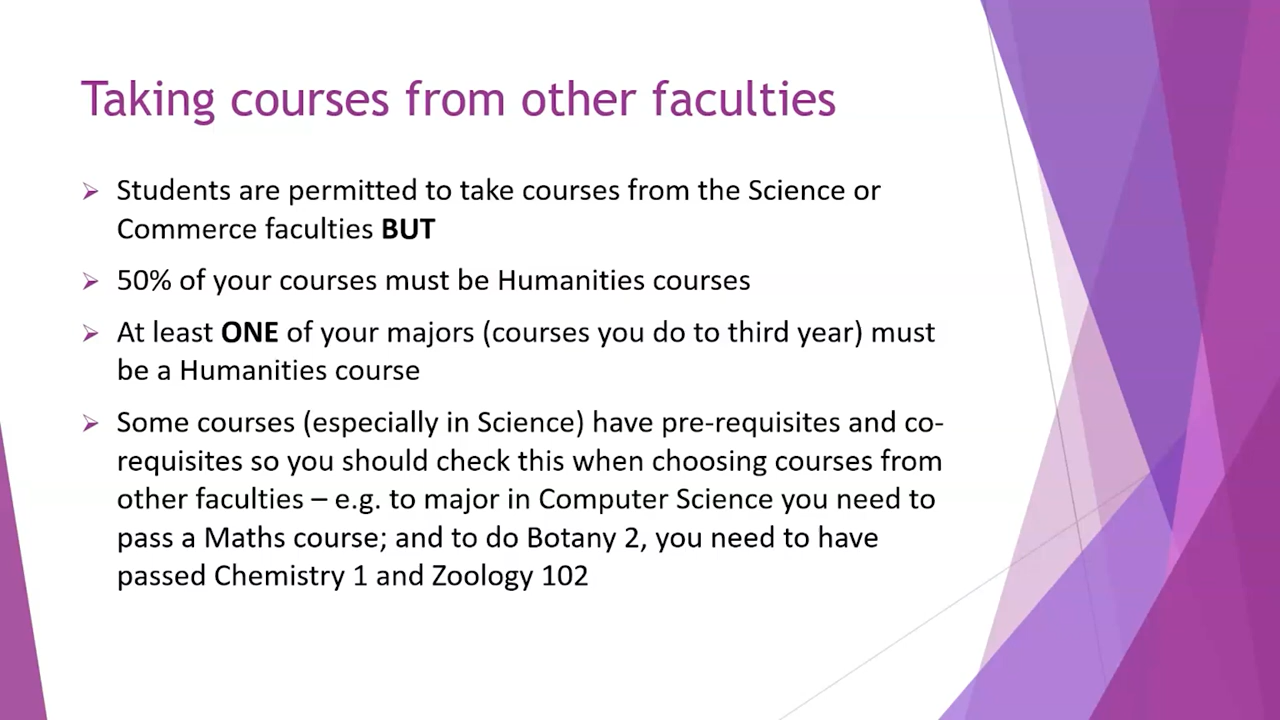 Taking courses from other faculties
Students are permitted to take courses from the Science or
Commerce faculties BUT
50% of your courses must be Humanities courses
At least ONE of your majors (courses you do to third year) must
be a Humanities course
Some courses (especially in Science) have pre-requisites and co-
requisites so you should check this when choosing courses from
other faculties – e.g. to major in Computer Science you need to
pass a Maths course; and to do Botany 2, you need to have
passed Chemistry 1 and Zoology 102